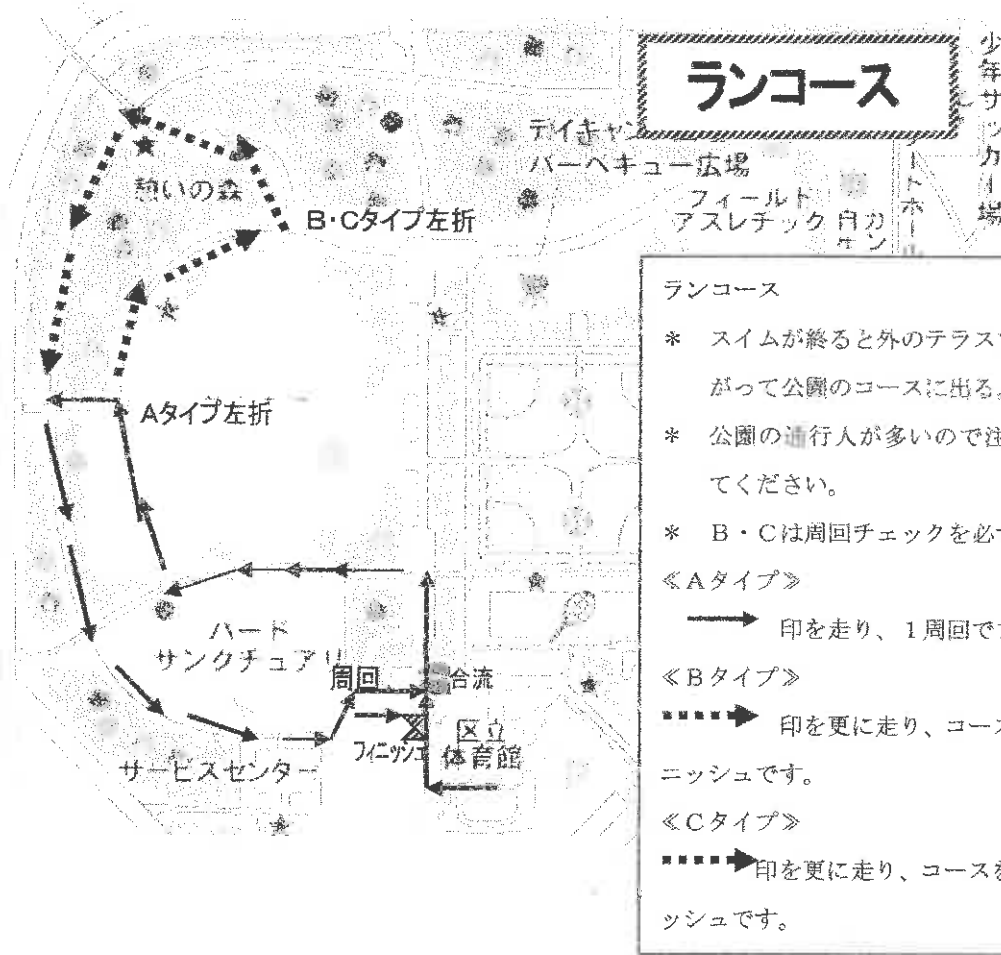 ランコース
少年サッカー場
デイキャン
バーベキュー広場
フィールド
アスレチック
憩いの森
B・Cタイプ左折
Aタイプ左折
バード
サンクチュアリ
周回
合流
フィニッシュ
区立
体育館
サービスセンター
ランコース
* スイムが終ると外のテラス
がって公園のコースに出る。
* 公園の通行人が多いので注
てください。
* B・Cは周回チェックを必
≪Aタイプ≫
印を走り、1周回で
≪Bタイプ≫
印を更に走り、コース
ニッシュです。
≪Cタイプ≫
印を更に走り、コースを
ッシュです。